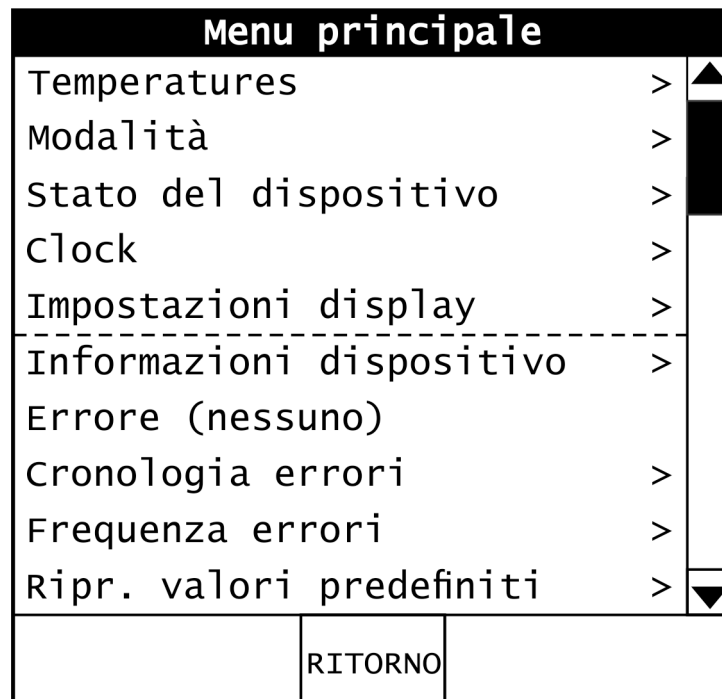 Menu principale
Temperatures >
Modalità >
Stato del dispositivo >
Clock >
Impostazioni display >
Informazioni dispositivo >
Errore (nessuno)
Cronologia errori >
Frequenza errori >
Ripr. valori predefiniti >
RITORNO